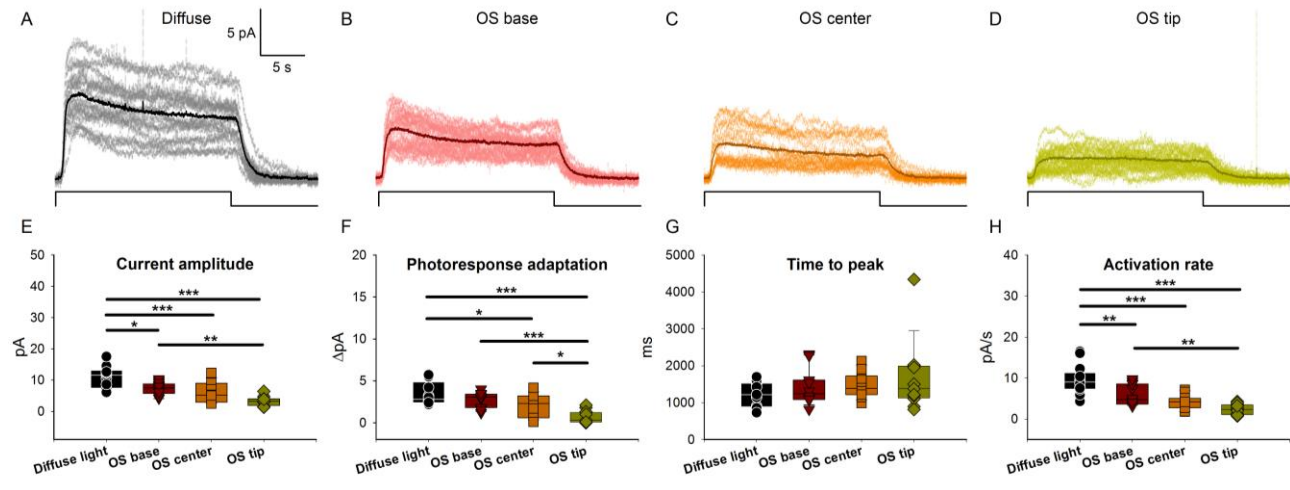 A Diffuse
5 pA
5 s
B OS base
C OS center
D OS tip
E
Current amplitude
pA
50
40
30
20
10
0
***
***
*
**
Diffuse light OS base OS center OS tip
F
Photoresponse adaptation
ΔpA
20
15
10
5
0
***
*
***
*
Diffuse light OS base OS center OS tip
G
Time to peak
ms
5000
4000
3000
2000
1000
0
Diffuse light OS base OS center OS tip
H
Activation rate
pA/s
40
30
20
10
0
***
***
**
**
Diffuse light OS base OS center OS tip